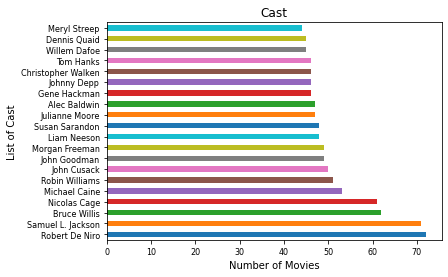 Cast
Meryl Streep
Dennis Quaid
Willem Dafoe
Tom Hanks
Christopher Walken
Johnny Depp
Gene Hackman
Alec Baldwin
Julianne Moore
Susan Sarandon
Liam Neeson
Morgan Freeman
John Goodman
John Cusack
Robin Williams
Michael Caine
Nicolas Cage
Bruce Willis
Samuel L. Jackson
Robert De Niro
List of Cast
0 10 20 30 40 50 60 70
Number of Movies